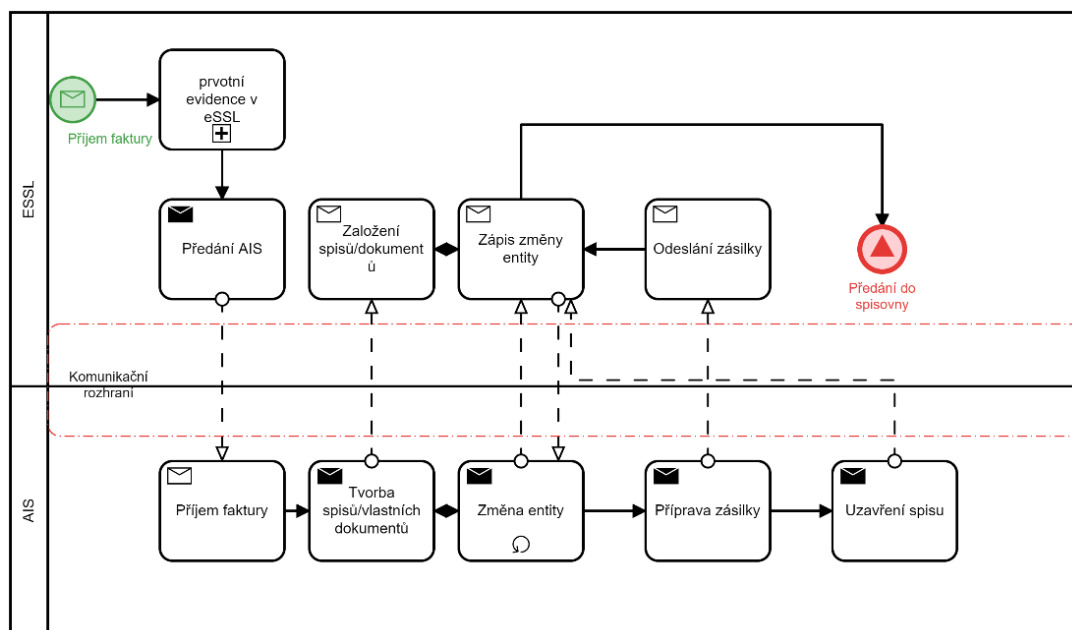 ESSL
Příjem faktury
prvotní
evidence v
eSSL
Předání AIS
Založení
spisů/dokument
ů
Zápis změny
entity
Odeslání zásilky
Předání do
spisovny
Komunikační
rozhraní
AIS
Příjem faktury
Tvorba
spisů/vlastních
dokumentů
Změna entity
Příprava zásilky
Uzavření spisu